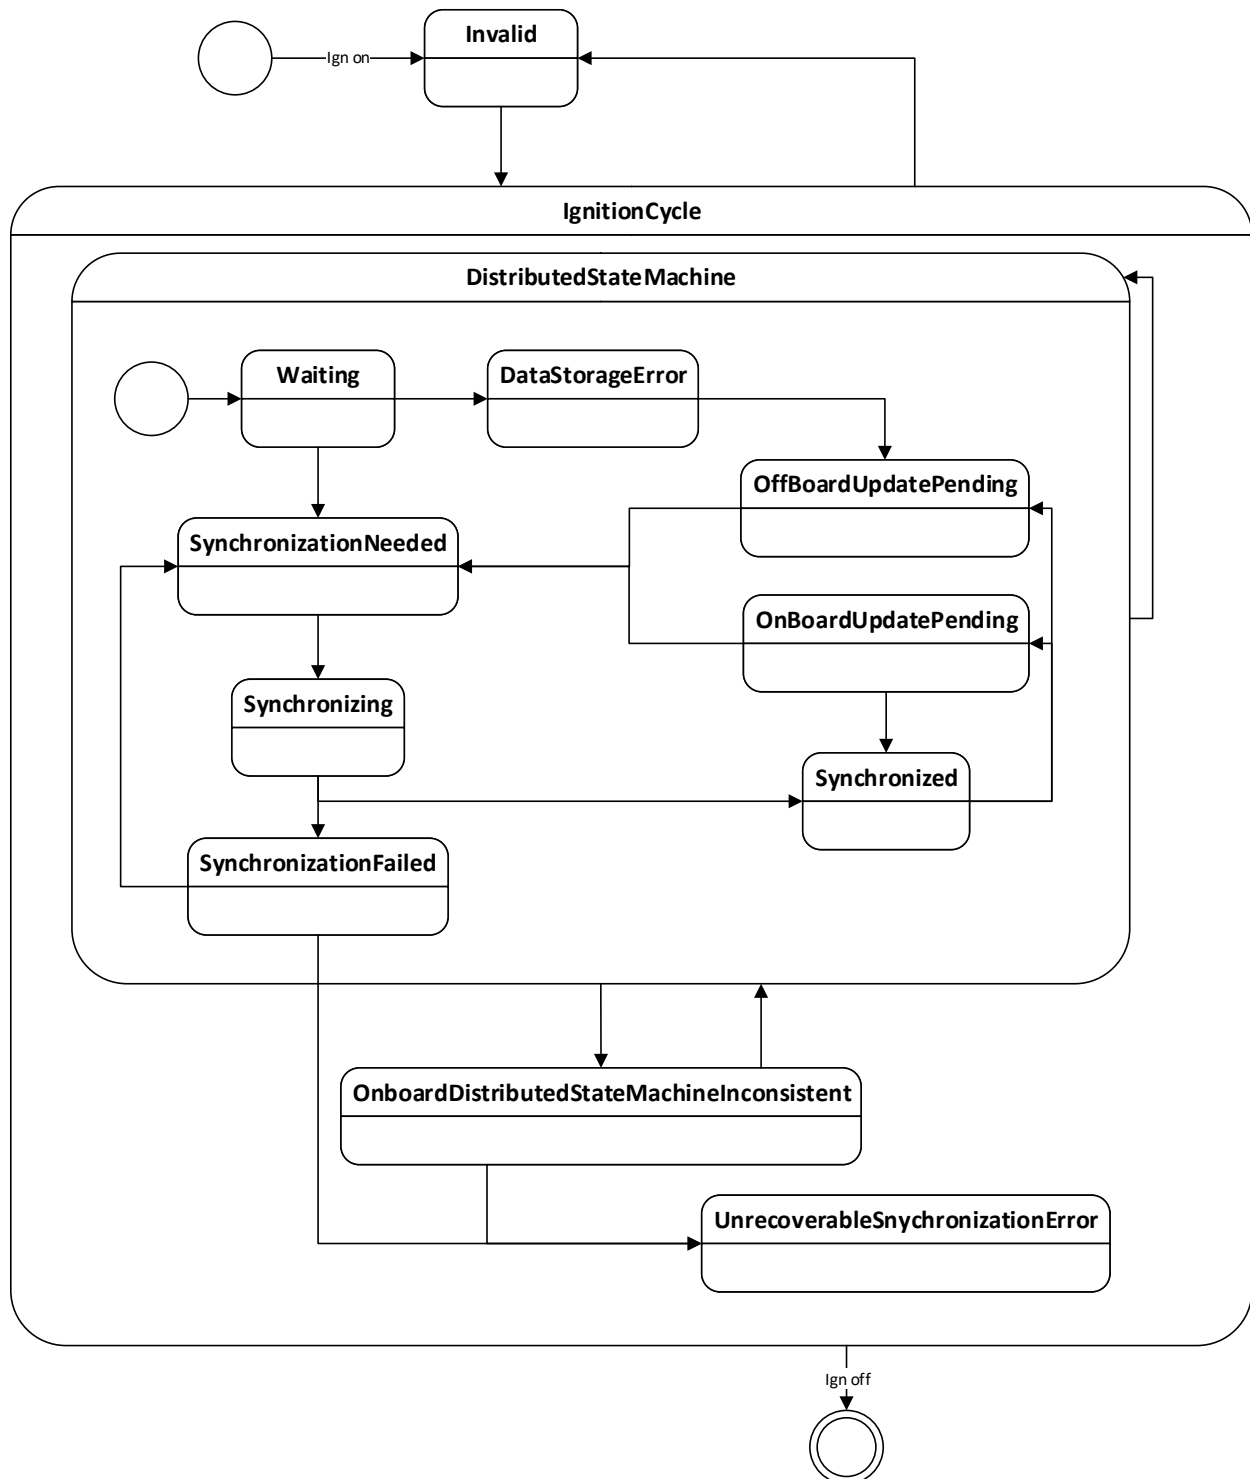 Invalid
Ign on
IgnitionCycle
DistributedStateMachine
Waiting
DataStorageError
OffBoardUpdatePending
SynchronizationNeeded
OnBoardUpdatePending
Synchronizing
Synchronized
SynchronizationFailed
OnboardDistributedStateMachineInconsistent
UnrecoverableSnychronizationError
Ign off